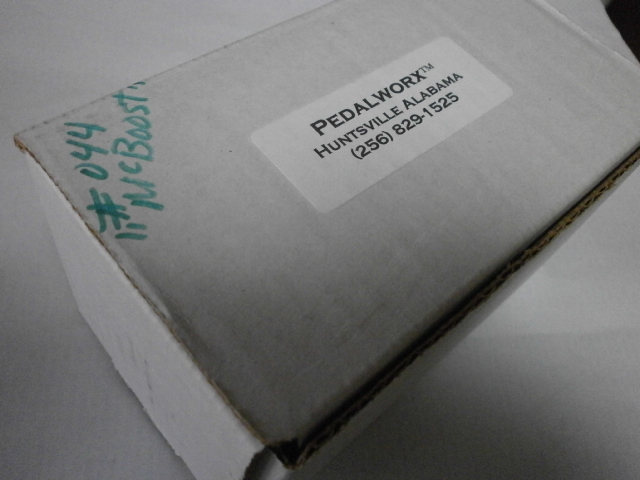 # 044
"McBoost"
PEDALWORX™
HUNTSVILLE ALABAMA
(256) 829-1525